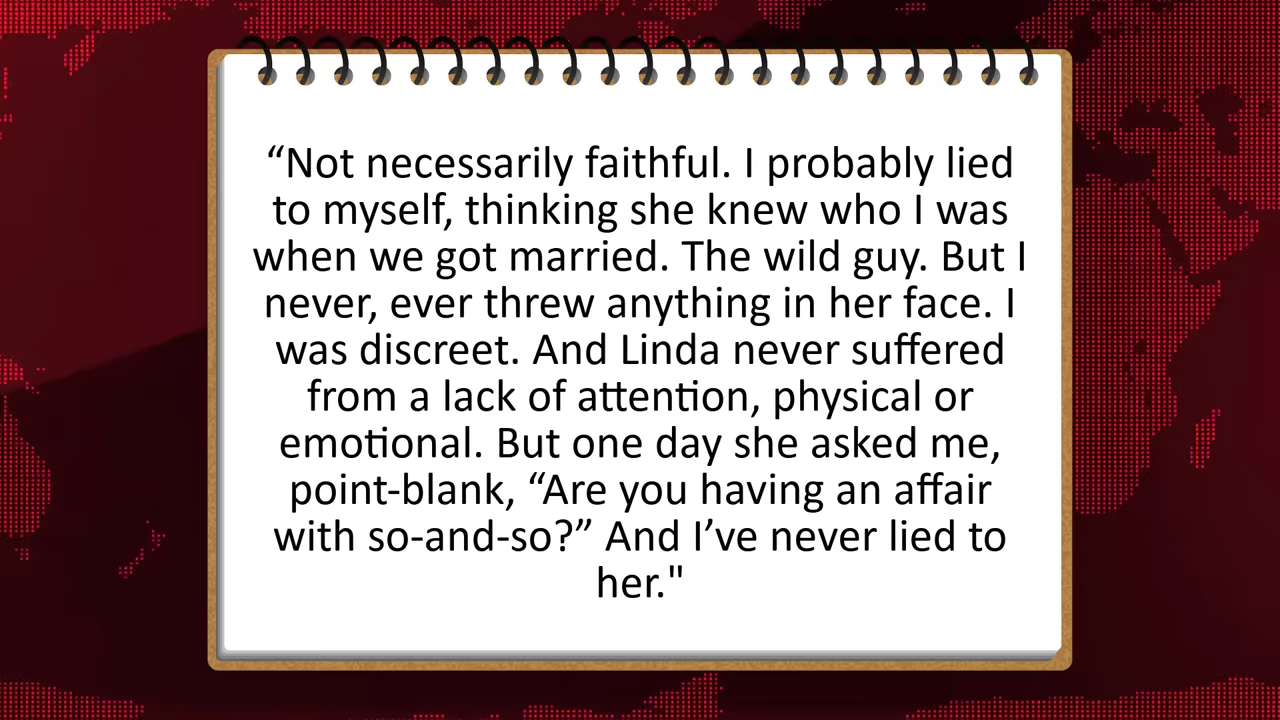 “Not necessarily faithful. I probably lied
to myself, thinking she knew who I was
when we got married. The wild guy. But I
never, ever threw anything in her face. I
was discreet. And Linda never suffered
from a lack of attention, physical or
emotional. But one day she asked me,
point-blank, “Are you having an affair
with so-and-so?” And I’ve never lied to
her."